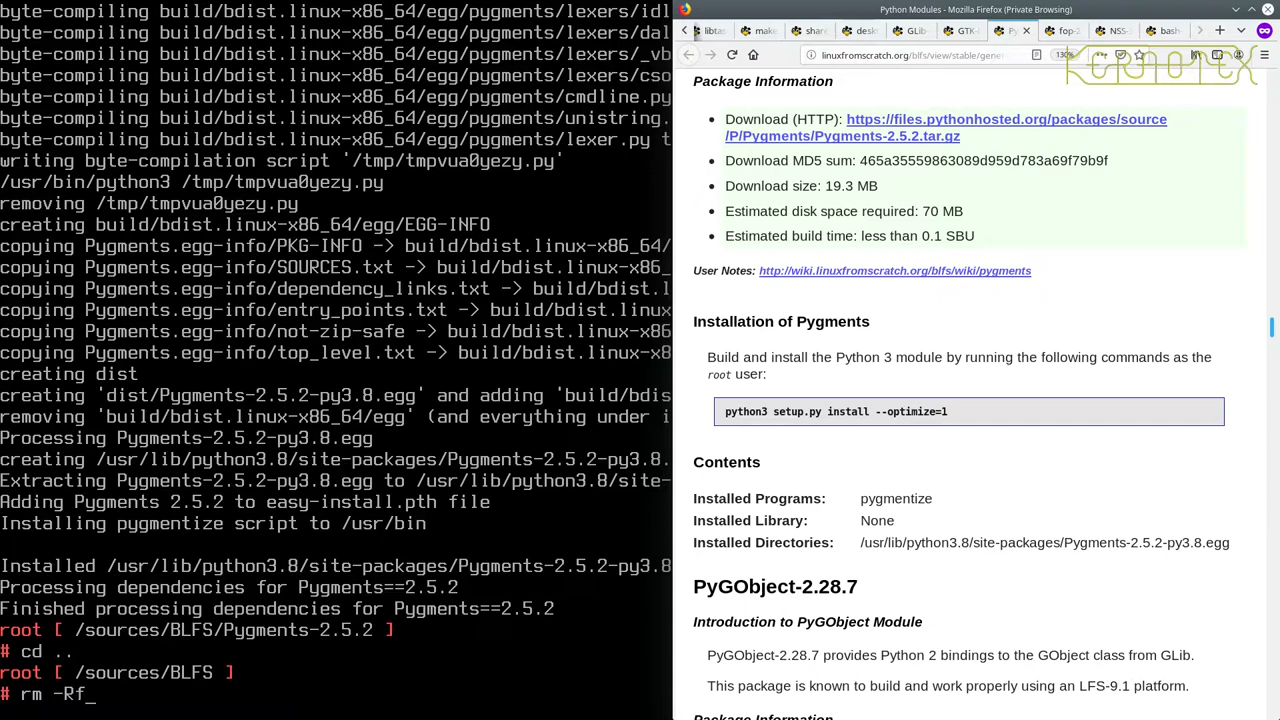 byte-compiling build/bdist.linux-x86_64/egg/pygments/lexers/idl
byte-compiling build/bdist.linux-x86_64/egg/pygments/lexers/dal
byte-compiling build/bdist.linux-x86_64/egg/pygments/lexers/_vb
byte-compiling build/bdist.linux-x86_64/egg/pygments/lexers/cso
byte-compiling build/bdist.linux-x86_64/egg/pygments/cmdline.py
byte-compiling build/bdist.linux-x86_64/egg/pygments/unistring.
byte-compiling build/bdist.linux-x86_64/egg/pygments/lexer.py t
writing byte-compilation script '/tmp/tmpvua0yezy.py'
/usr/bin/python3 /tmp/tmpvua0yezy.py
removing /tmp/tmpvua0yezy.py
creating build/bdist.linux-x86_64/egg/EGG-INFO
copying Pygments.egg-info/PKG-INFO -> build/bdist.linux-x86_64/
copying Pygments.egg-info/SOURCES.txt -> build/bdist.linux-x86_
copying Pygments.egg-info/dependency_links.txt -> build/bdist.l
copying Pygments.egg-info/entry_points.txt -> build/bdist.linux
copying Pygments.egg-info/not-zip-safe -> build/bdist.linux-x86
copying Pygments.egg-info/top_level.txt -> build/bdist.linux-x8
creating dist
creating 'dist/Pygments-2.5.2-py3.8.egg' and adding 'build/bdis
removing 'build/bdist.linux-x86_64/egg' (and everything under i
Processing Pygments-2.5.2-py3.8.egg
creating /usr/lib/python3.8/site-packages/Pygments-2.5.2-py3.8.
Extracting Pygments-2.5.2-py3.8.egg to /usr/lib/python3.8/site-
Adding Pygments 2.5.2 to easy-install.pth file
Installing pygmentize script to /usr/bin
Installed /usr/lib/python3.8/site-packages/Pygments-2.5.2-py3.8
Processing dependencies for Pygments==2.5.2
Finished processing dependencies for Pygments==2.5.2
root [ /sources/BLFS/Pygments-2.5.2 ]
# cd ..
root [ /sources/BLFS ]
# rm -Rf_
Python Modules - Mozilla Firefox (Private Browsing)
libtas make share desk GLib- GTK- Py fop-2 NSS- bash-
linuxfromscratch.org/blfs/view/stable/gene 130%
Kernotex
Package Information
• Download (HTTP): https://files.pythonhosted.org/packages/source
/P/Pygments/Pygments-2.5.2.tar.gz
• Download MD5 sum: 465a35559863089d959d783a69f79b9f
• Download size: 19.3 MB
• Estimated disk space required: 70 MB
• Estimated build time: less than 0.1 SBU
User Notes: http://wiki.linuxfromscratch.org/blfs/wiki/pygments
Installation of Pygments
Build and install the Python 3 module by running the following commands as the
root user:
python3 setup.py install --optimize=1
Contents
Installed Programs: pygmentize
Installed Library: None
Installed Directories: /usr/lib/python3.8/site-packages/Pygments-2.5.2-py3.8.egg
PyGObject-2.28.7
Introduction to PyGObject Module
PyGObject-2.28.7 provides Python 2 bindings to the GObject class from GLib.
This package is known to build and work properly using an LFS-9.1 platform.
Package Information